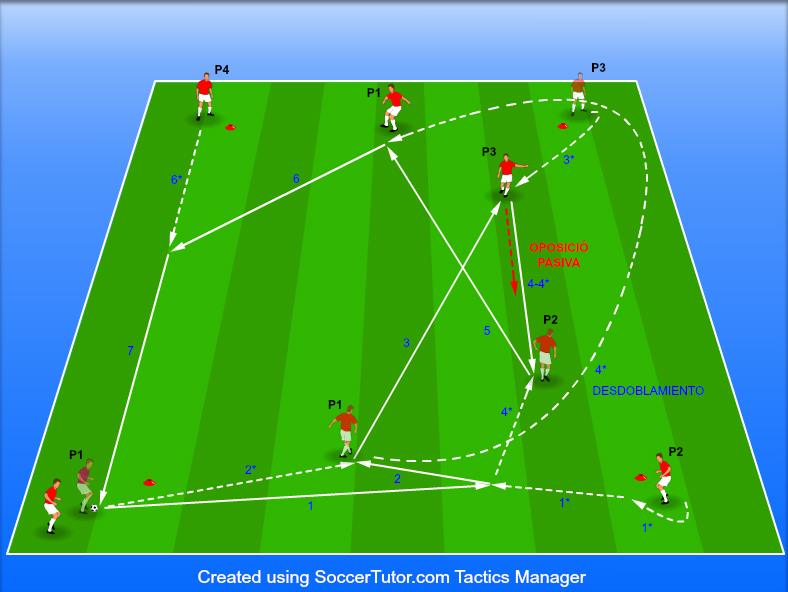 P4
P3
P1
P3
3*
6*
6
OPOSICIÓ
PASIVA
4-4*
P2
5
3
7
4*
DESDOBLAMIENTO
P1
4*
P1
P2
2*
2
1
1*
1*
Created using SoccerTutor.com Tactics Manager